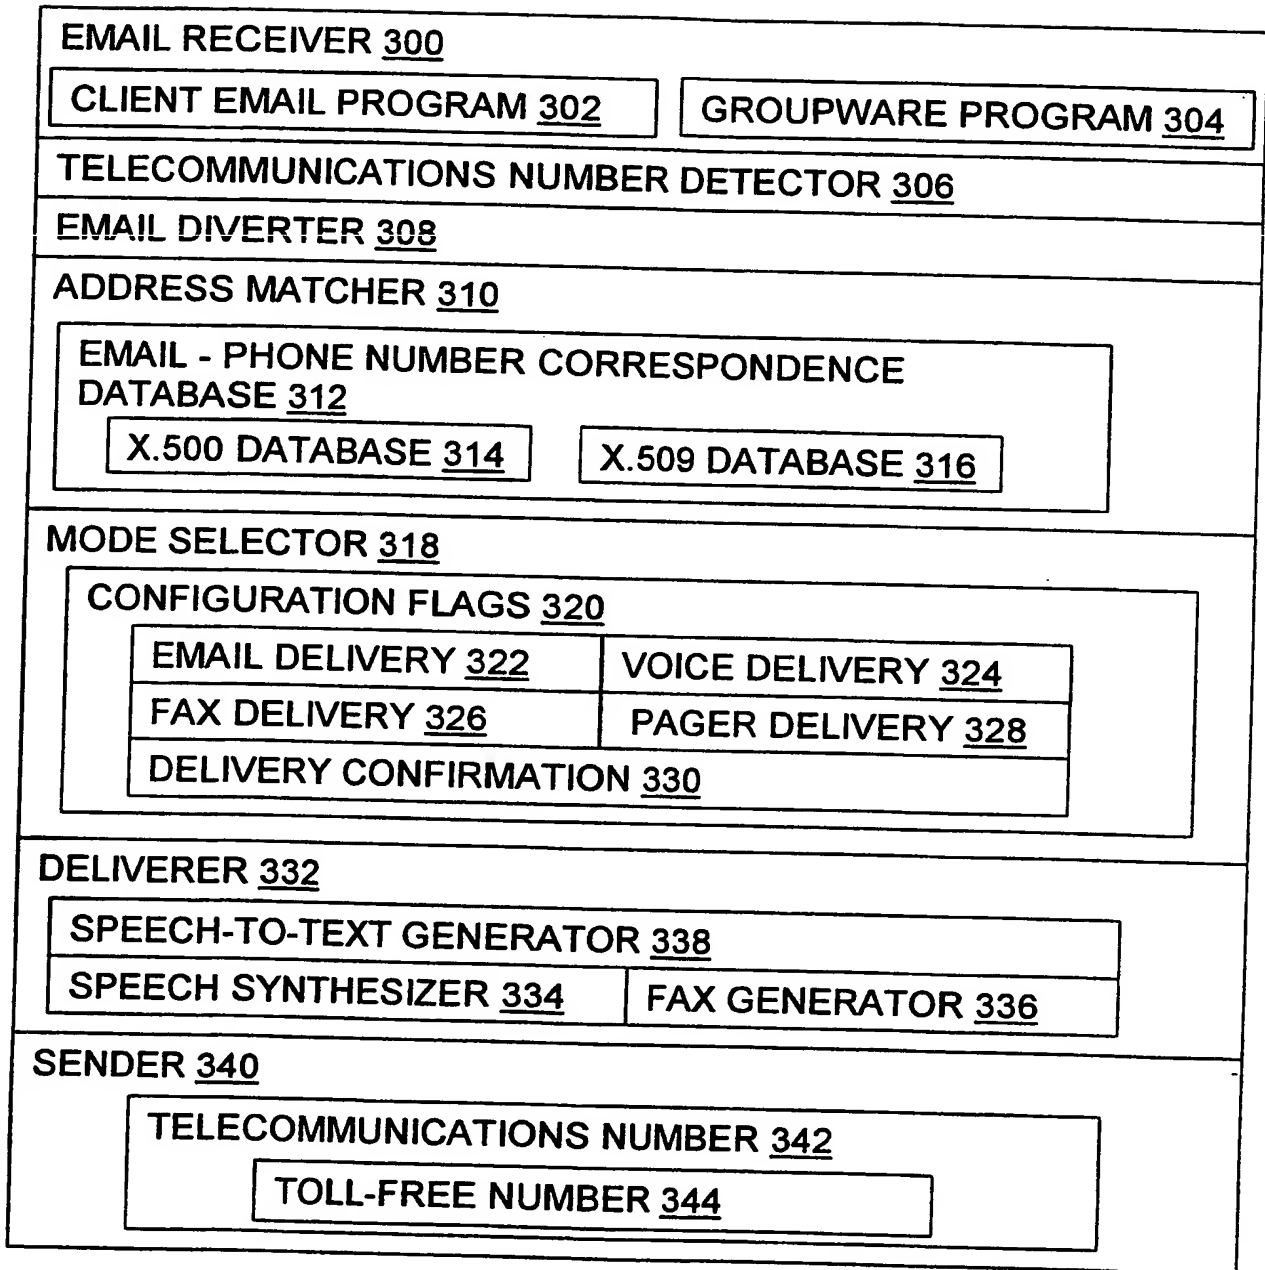 EMAIL RECEIVER 300
CLIENT EMAIL PROGRAM 302
GROUPWARE PROGRAM 304
TELECOMMUNICATIONS NUMBER DETECTOR 306
EMAIL DIVERTER 308
ADDRESS MATCHER 310
EMAIL - PHONE NUMBER CORRESPONDENCE
DATABASE 312
X.500 DATABASE 314
X.509 DATABASE 316
MODE SELECTOR 318
CONFIGURATION FLAGS 320
EMAIL DELIVERY 322
VOICE DELIVERY 324
FAX DELIVERY 326
PAGER DELIVERY 328
DELIVERY CONFIRMATION 330
DELIVERER 332
SPEECH-TO-TEXT GENERATOR 338
SPEECH SYNTHESIZER 334
FAX GENERATOR 336
SENDER 340
TELECOMMUNICATIONS NUMBER 342
TOLL-FREE NUMBER 344